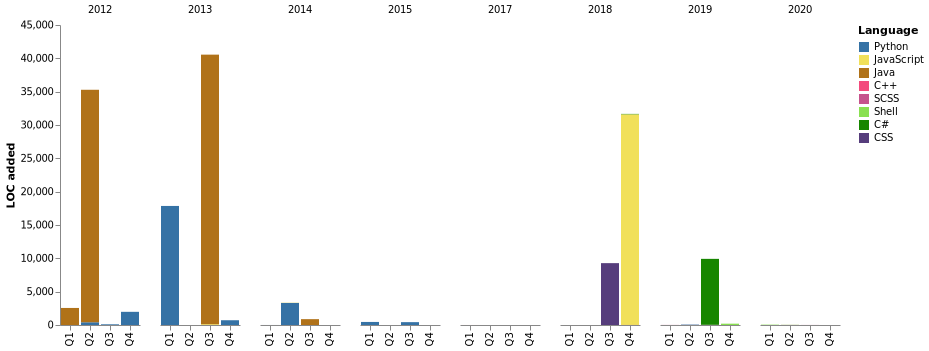 2012 2013 2014 2015 2017 2018 2019 2020
45,000
40,000
35,000
30,000
25,000
20,000
15,000
10,000
5,000
0
LOC added
Q1 Q2 Q3 Q4 Q1 Q2 Q3 Q4 Q1 Q2 Q3 Q4 Q1 Q2 Q3 Q4 Q1 Q2 Q3 Q4 Q1 Q2 Q3 Q4 Q1 Q2 Q3 Q4 Q1 Q2 Q3 Q4
Language
Python
JavaScript
Java
C++
SCSS
Shell
C#
CSS